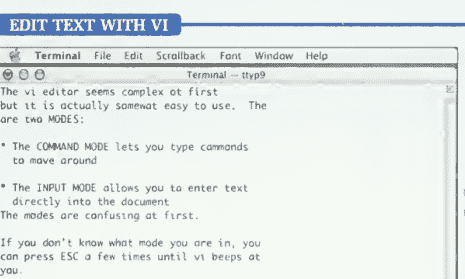 EDIT TEXT WITH VI
Terminal File Edit Scrollback Font Window Help
Terminal — ttyp9
The vi editor seems complex at first
but it is actually somewat easy to use. The
are two MODES:
* The COMMAND MODE lets you type commands
to move around
* The INPUT MODE allows you to enter text
directly into the document
The modes are confusing at first.
If you don't know what mode you are in, you
can press ESC a few times until vi beeps at
you.